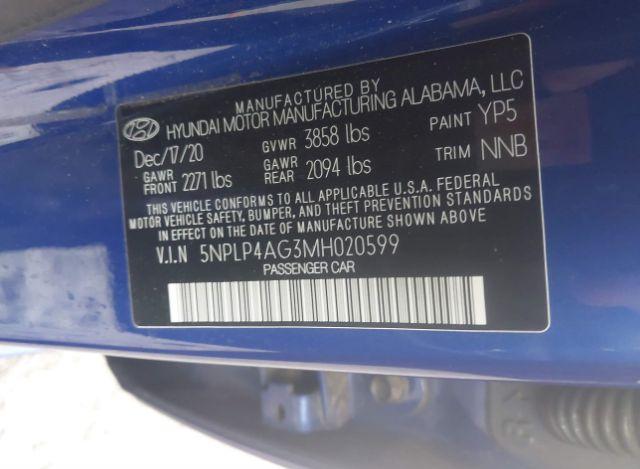 MANUFACTURED BY
HYUNDAI MOTOR MANUFACTURING ALABAMA, LLC
Dec/17/20 GVWR 3858 lbs PAINT YP5
GAWR FRONT 2271 lbs GAWR REAR 2094 lbs TRIM NNB
THIS VEHICLE CONFORMS TO ALL APPLICABLE U.S.A. FEDERAL
MOTOR VEHICLE SAFETY, BUMPER, AND THEFT PREVENTION STANDARDS
IN EFFECT ON THE DATE OF MANUFACTURE SHOWN ABOVE
V.I.N 5NPLP4AG3MH020599
PASSENGER CAR